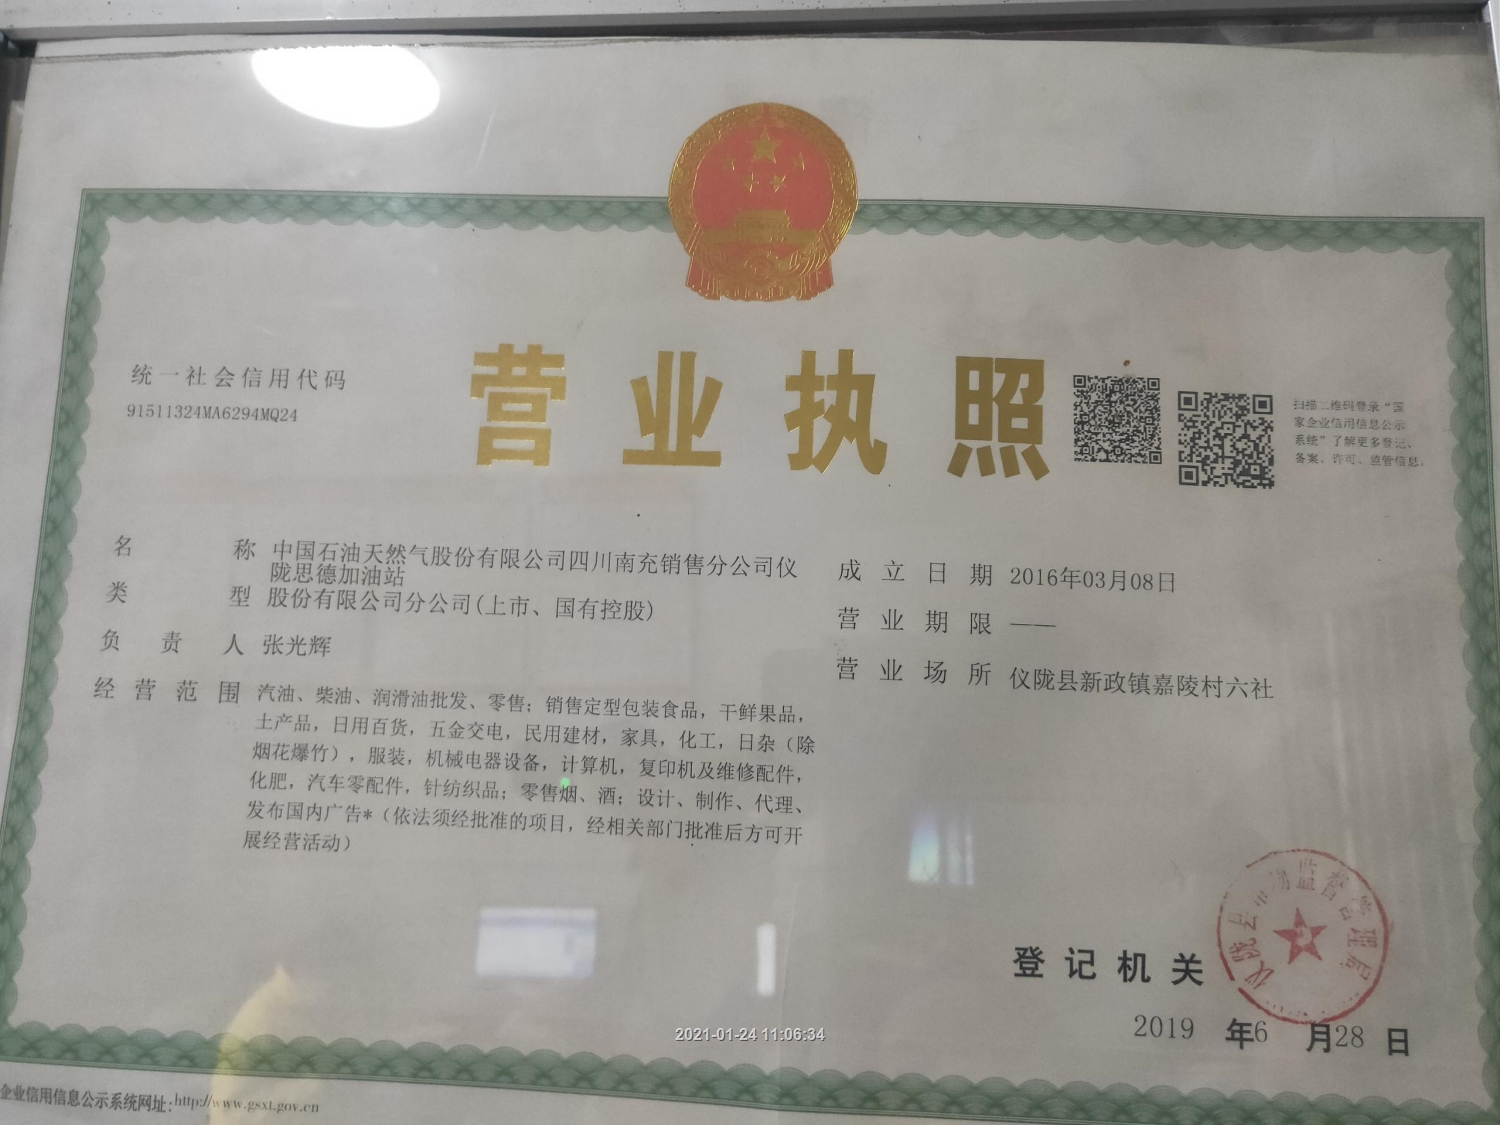 营业执照
统一社会信用代码
91511324MA6294MQ24
扫描二维码登录“国
家企业信用信息公示
系统”了解更多登记、
备案、许可、监管信息。
名 称 中国石油天然气股份有限公司四川南充销售分公司仪
陇思德加油站
类 型 股份有限公司分公司(上市、国有控股)
负 责 人 张光辉
经 营 范 围 汽油、柴油、润滑油批发、零售；销售定型包装食品，干鲜果品，
土产品，日用百货，五金交电，民用建材，家具，化工，日杂（除
烟花爆竹），服装，机械电器设备，计算机，复印机及维修配件，
化肥，汽车零配件，针纺织品；零售烟、酒；设计、制作、代理、
发布国内广告*（依法须经批准的项目，经相关部门批准后方可开
展经营活动）
成 立 日 期 2016年03月08日
营 业 期 限 ——
营 业 场 所 仪陇县新政镇嘉陵村六社
仪陇县市场监督管理局
登 记 机 关
2019 年6 月28 日
2021-01-24 11:06:34
企业信用信息公示系统网址：http://www.gsxt.gov.cn